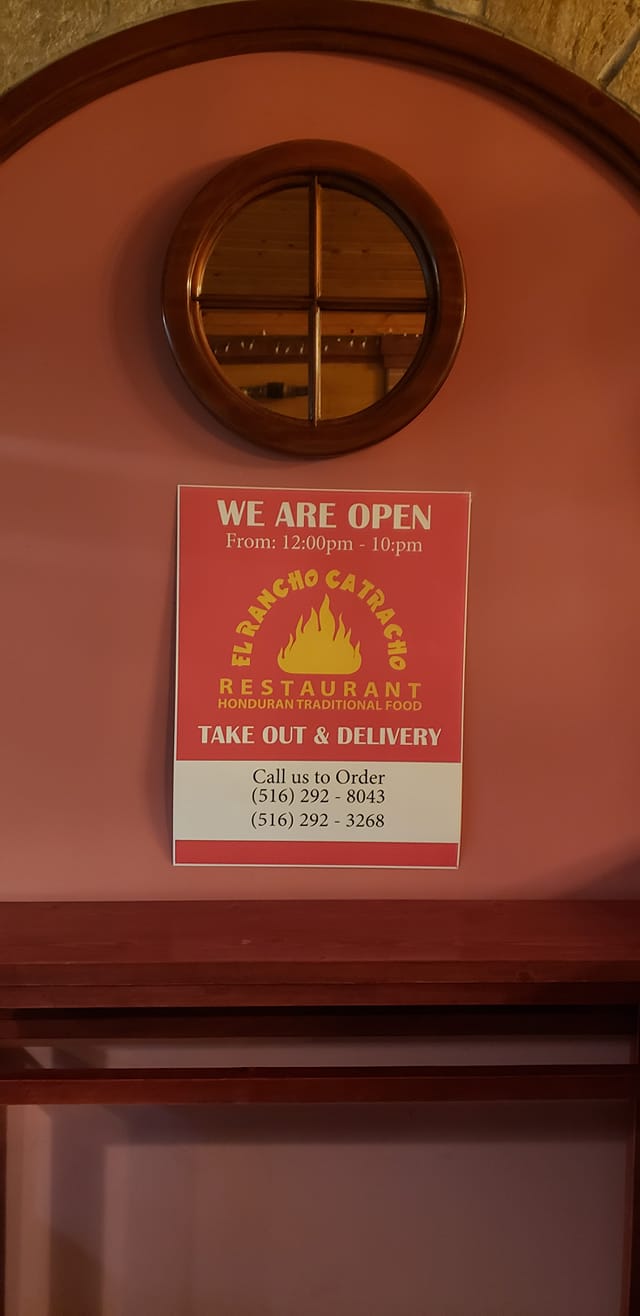 WE ARE OPEN
From: 12:00pm - 10:pm
EL RANCHO CATRACHO
RESTAURANT
HONDURAN TRADITIONAL FOOD
TAKE OUT & DELIVERY
Call us to Order
(516) 292 - 8043
(516) 292 - 3268